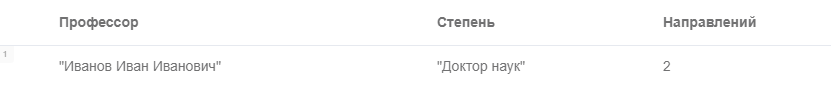 Профессор Степень Направлений
1 "Иванов Иван Иванович" "Доктор наук" 2